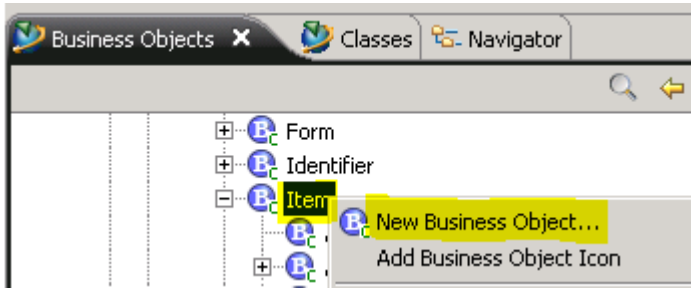 Business Objects Classes Navigator
Form
Identifier
Item
New Business Object...
Add Business Object Icon